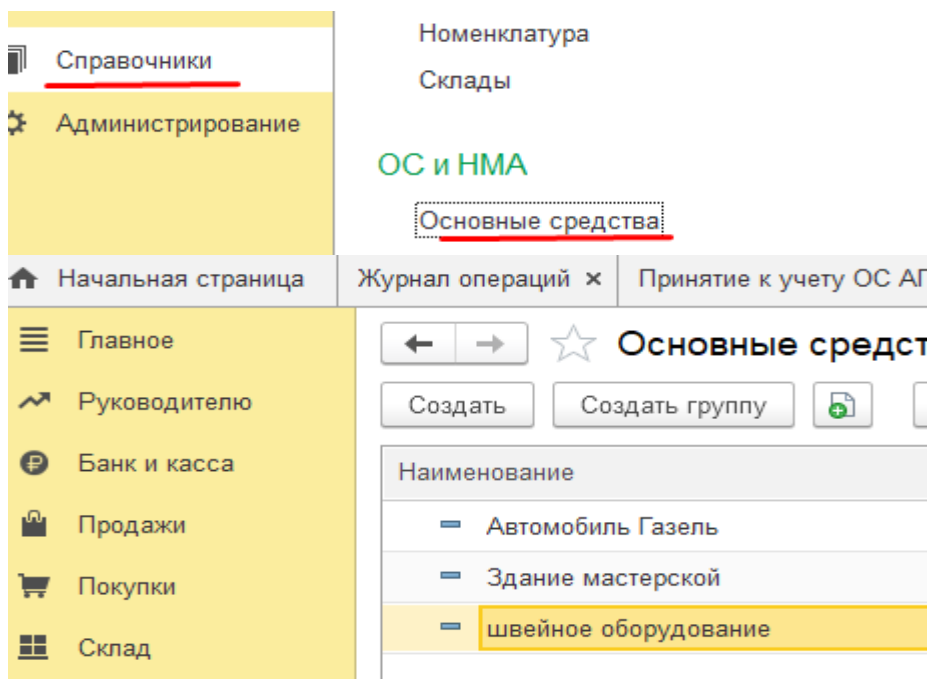 Номенклатура
Справочники
Склады
Администрирование
ОС и НМА
Основные средства
Начальная страница
Журнал операций ×
Принятие к учету ОС
Главное
Основные
Руководителю
Создать
Создать группу
Банк и касса
Наименование
Продажи
Автомобиль Газель
Покупки
Здание мастерской
Склад
швейное оборудование